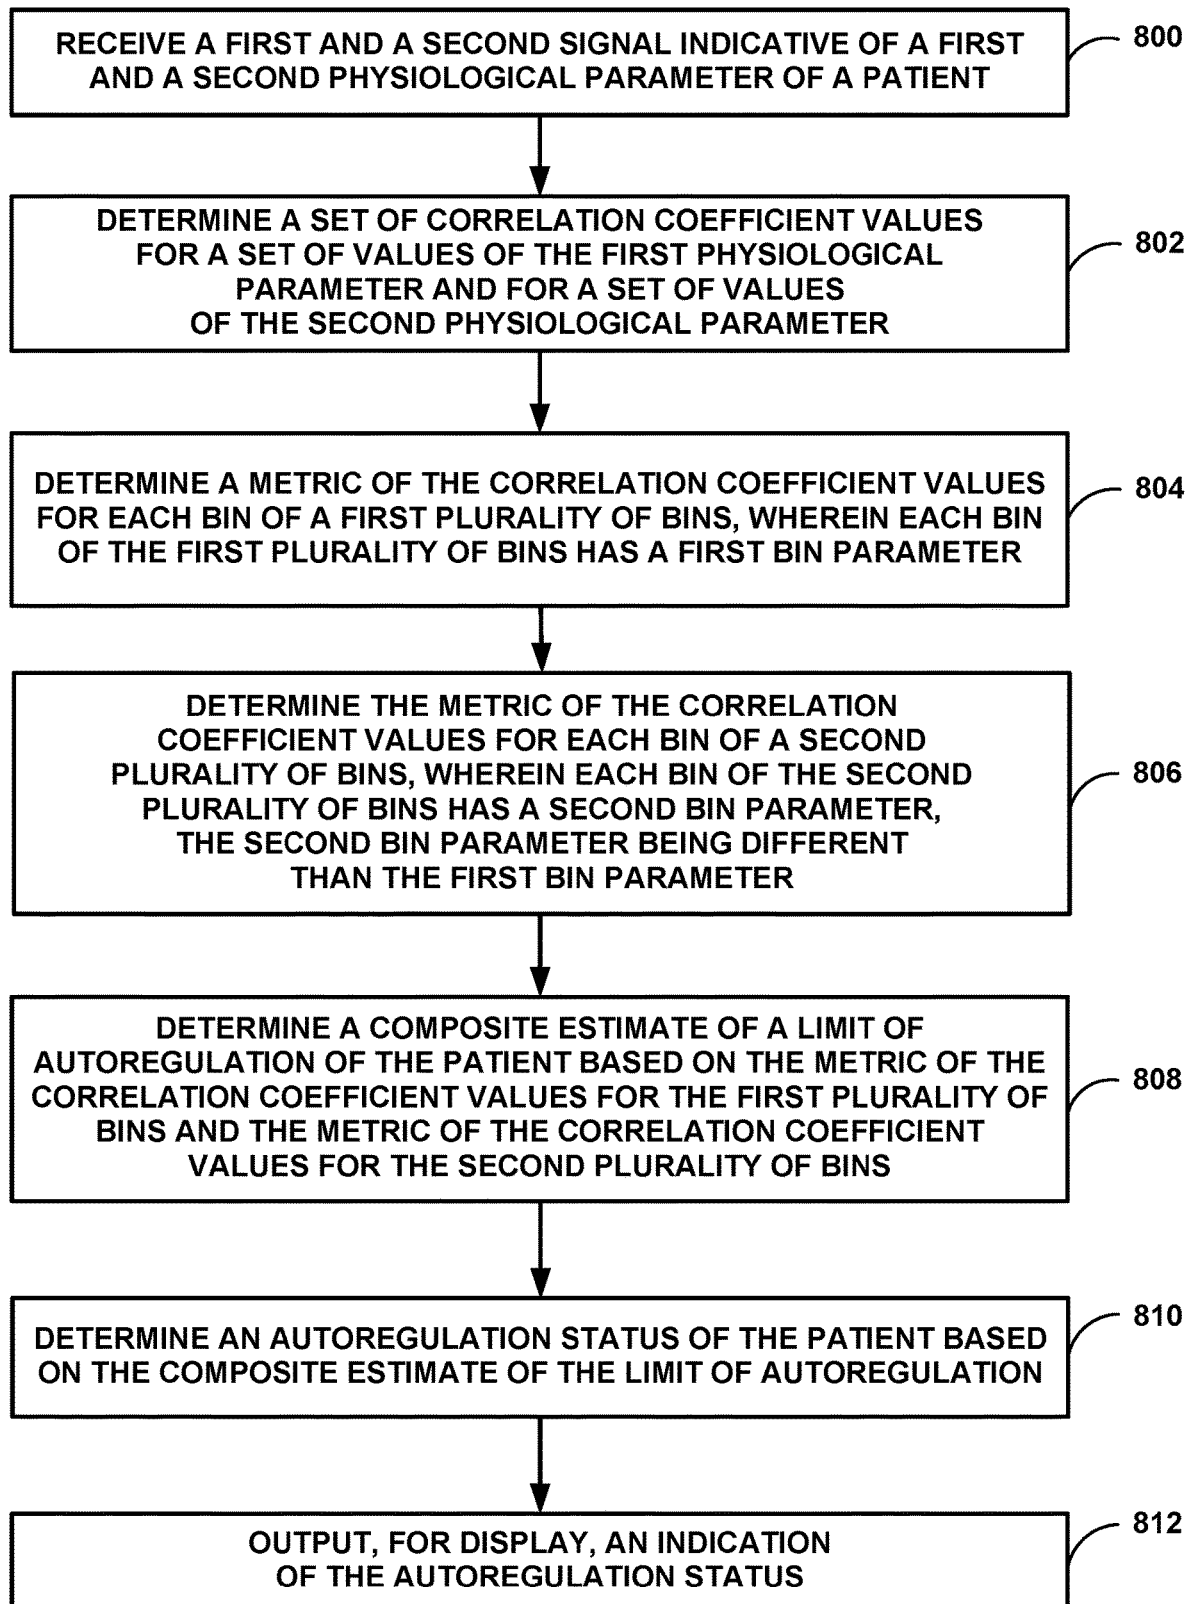 RECEIVE A FIRST AND A SECOND SIGNAL INDICATIVE OF A FIRST
AND A SECOND PHYSIOLOGICAL PARAMETER OF A PATIENT
800
DETERMINE A SET OF CORRELATION COEFFICIENT VALUES
FOR A SET OF VALUES OF THE FIRST PHYSIOLOGICAL
PARAMETER AND FOR A SET OF VALUES
OF THE SECOND PHYSIOLOGICAL PARAMETER
802
DETERMINE A METRIC OF THE CORRELATION COEFFICIENT VALUES
FOR EACH BIN OF A FIRST PLURALITY OF BINS, WHEREIN EACH BIN
OF THE FIRST PLURALITY OF BINS HAS A FIRST BIN PARAMETER
804
DETERMINE THE METRIC OF THE CORRELATION
COEFFICIENT VALUES FOR EACH BIN OF A SECOND
PLURALITY OF BINS, WHEREIN EACH BIN OF THE SECOND
PLURALITY OF BINS HAS A SECOND BIN PARAMETER,
THE SECOND BIN PARAMETER BEING DIFFERENT
THAN THE FIRST BIN PARAMETER
806
DETERMINE A COMPOSITE ESTIMATE OF A LIMIT OF
AUTOREGULATION OF THE PATIENT BASED ON THE METRIC OF THE
CORRELATION COEFFICIENT VALUES FOR THE FIRST PLURALITY OF
BINS AND THE METRIC OF THE CORRELATION COEFFICIENT
VALUES FOR THE SECOND PLURALITY OF BINS
808
DETERMINE AN AUTOREGULATION STATUS OF THE PATIENT BASED
ON THE COMPOSITE ESTIMATE OF THE LIMIT OF AUTOREGULATION
810
OUTPUT, FOR DISPLAY, AN INDICATION
OF THE AUTOREGULATION STATUS
812